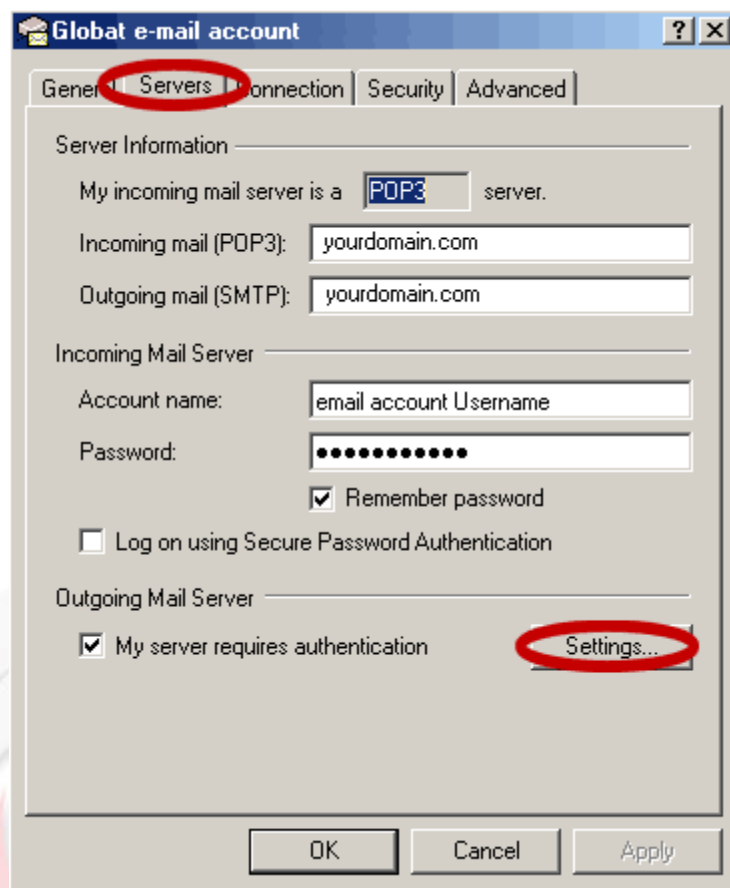 Globat e-mail account
General Servers Connection Security Advanced
Server Information
My incoming mail server is a POP3 server.
Incoming mail (POP3): yourdomain.com
Outgoing mail (SMTP): yourdomain.com
Incoming Mail Server
Account name: email account Username
Password: ●●●●●●●●●●●
Remember password
Log on using Secure Password Authentication
Outgoing Mail Server
My server requires authentication Settings...
OK Cancel Apply